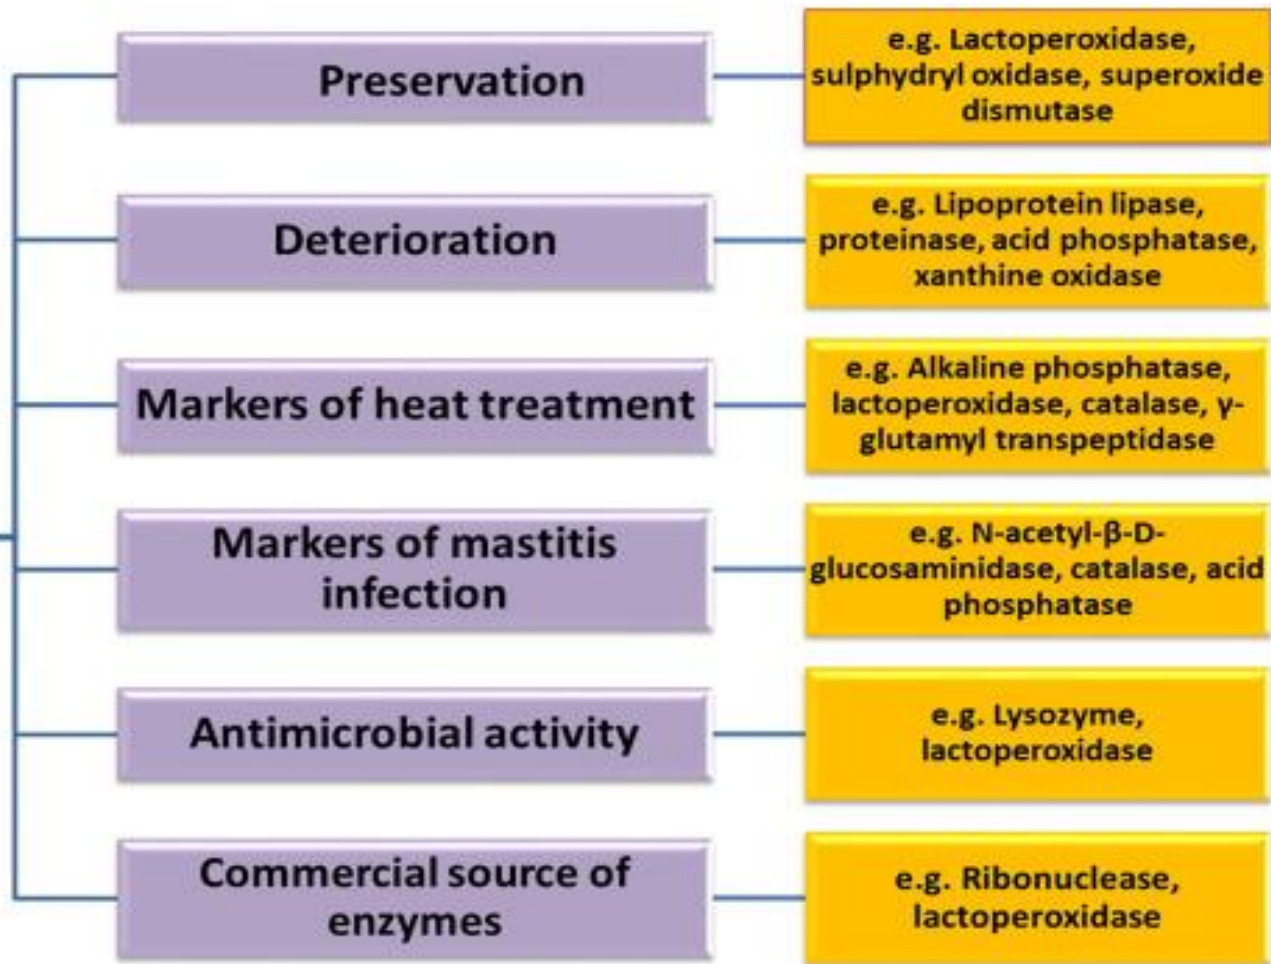 Preservation
e.g. Lactoperoxidase,
sulphydryl oxidase, superoxide
dismutase
Deterioration
e.g. Lipoprotein lipase,
proteinase, acid phosphatase,
xanthine oxidase
Markers of heat treatment
e.g. Alkaline phosphatase,
lactoperoxidase, catalase, γ-
glutamyl transpeptidase
Markers of mastitis
infection
e.g. N-acetyl-β-D-
glucosaminidase, catalase, acid
phosphatase
Antimicrobial activity
e.g. Lysozyme,
lactoperoxidase
Commercial source of
enzymes
e.g. Ribonuclease,
lactoperoxidase